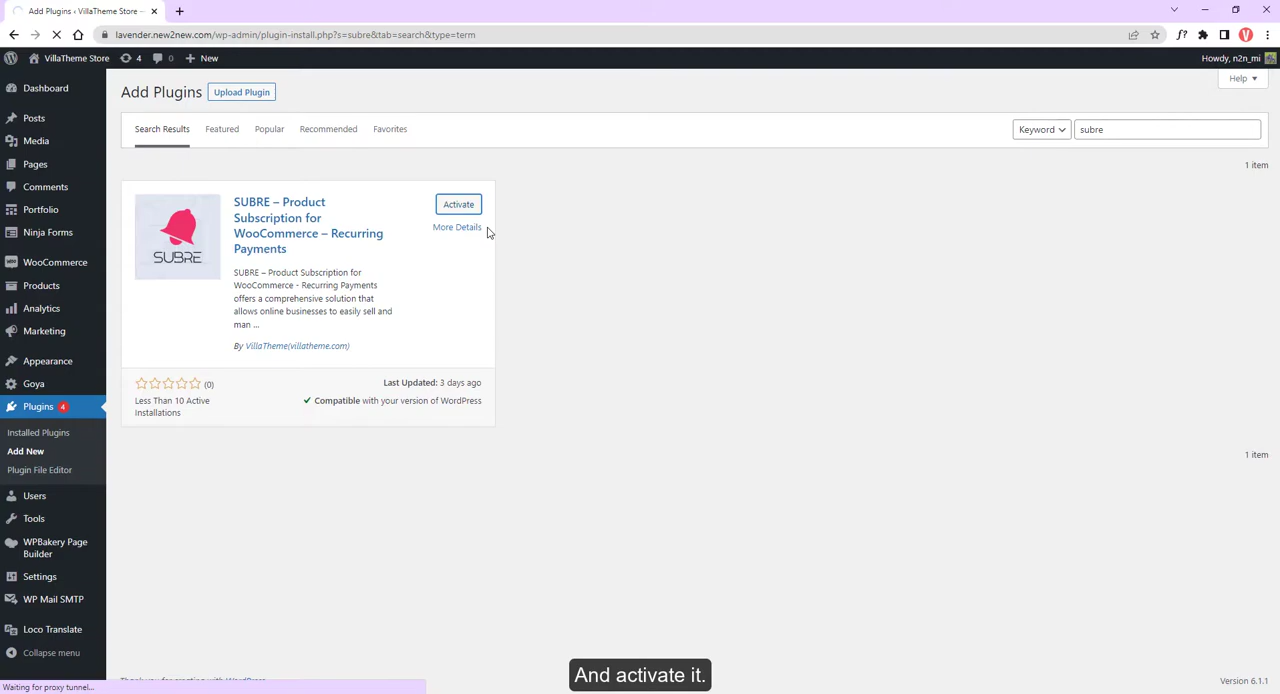 Add Plugins ‹ VillaTheme Store –
lavender.new2new.com/wp-admin/plugin-install.php?s=subre&tab=search&type=term
VillaTheme Store 4 0 New Howdy, n2n_mi
Help
Add Plugins Upload Plugin
Search Results Featured Popular Recommended Favorites Keyword subre
1 item
Dashboard
Posts
Media
Pages
Comments
Portfolio
Ninja Forms
WooCommerce
Products
Analytics
Marketing
Appearance
Goya
Plugins 4
Installed Plugins
Add New
Plugin File Editor
Users
Tools
WPBakery Page
Builder
Settings
WP Mail SMTP
Loco Translate
Collapse menu
SUBRE
SUBRE – Product
Subscription for
WooCommerce – Recurring
Payments
Activate
More Details
SUBRE – Product Subscription for
WooCommerce - Recurring Payments
offers a comprehensive solution that
allows online businesses to easily sell and
man ...
By VillaTheme(villatheme.com)
(0)
Less Than 10 Active
Installations
Last Updated: 3 days ago
Compatible with your version of WordPress
1 item
And activate it.
Version 6.1.1
Waiting for proxy tunnel...